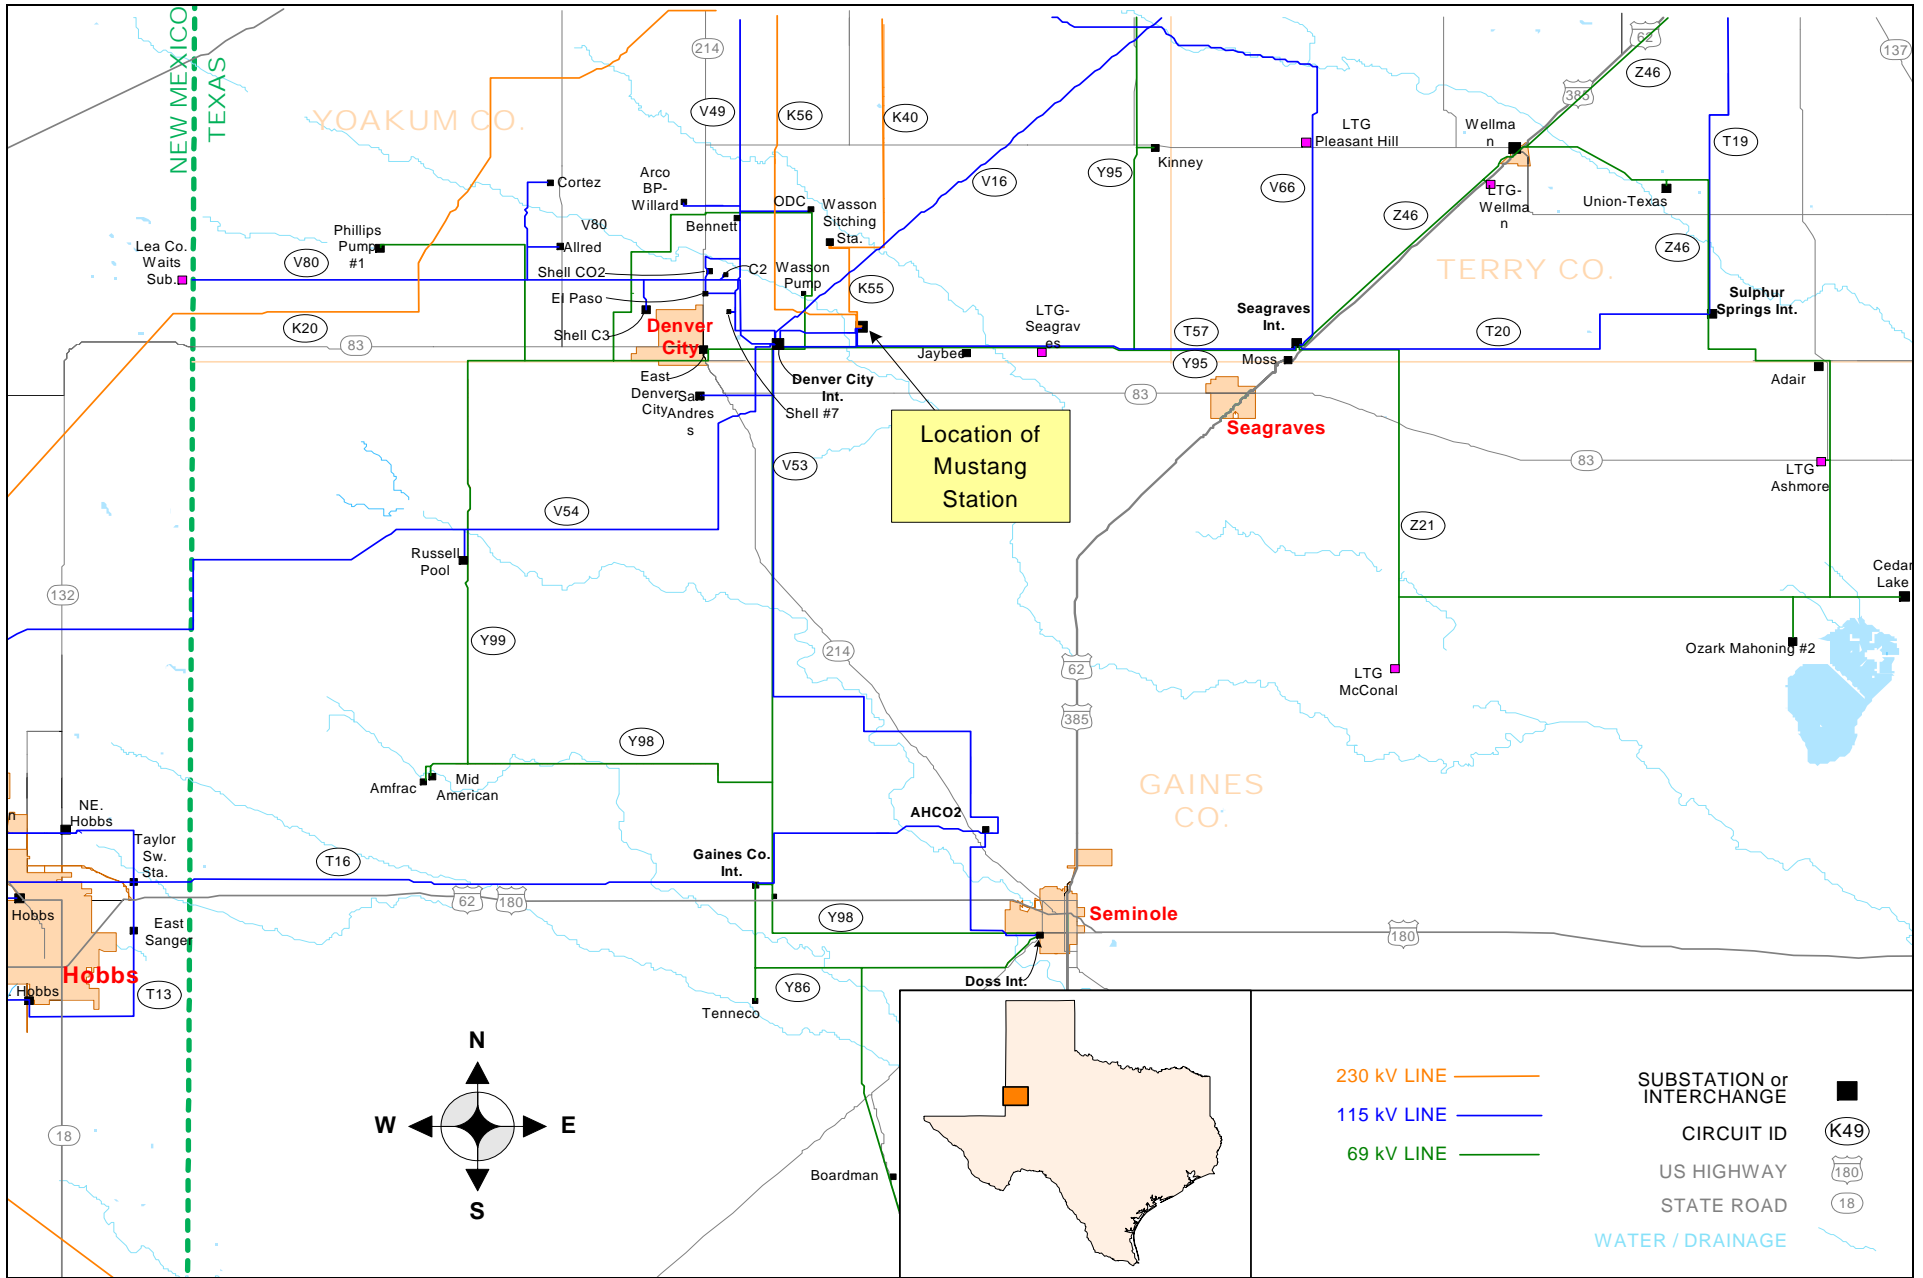 NEW MEXICO
TEXAS
YOAKUM CO.
214
V49
K56
K40
62
Z46
137
385
LTG
Pleasant Hill
Wellma
n
T19
Kinney
Y95
V16
V66
Cortez
Arco
BP-
Willard
ODC
Wasson
Sitching
Sta.
LTG-
Wellma
n
Union-Texas
Z46
Z46
V80
Bennett
Phillips
Pump
#1
Lea Co.
Waits
Sub.
V80
Allred
Shell CO2
C2
Wasson
Pump
K55
El Paso
TERRY CO.
Sulphur
Springs Int.
LTG-
Seagrav
es
Seagraves
Int.
K20
83
Shell C3
Denver
City
T57
T20
Jaybee
Y95
Moss
Adair
East
Denver
City
San
Andres
s
Denver City
Int.
Shell #7
83
Location of
Mustang
Station
Seagraves
V53
83
LTG
Ashmore
V54
Z21
Russell
Pool
Cedar
Lake
132
Y99
214
62
Ozark Mahoning #2
LTG
McConal
385
Y98
Amfrac
Mid
American
GAINES
CO.
n
NE.
Hobbs
AHCO2
Taylor
Sw.
Sta.
T16
Gaines Co.
Int.
62
180
Hobbs
East
Sanger
Y98
Seminole
180
Hobbs
Hobbs
T13
Y86
Doss Int.
Tenneco
N
W
E
S
18
Boardman
230 kV LINE
115 kV LINE
69 kV LINE
SUBSTATION or
INTERCHANGE
CIRCUIT ID
K49
US HIGHWAY
180
STATE ROAD
18
WATER / DRAINAGE